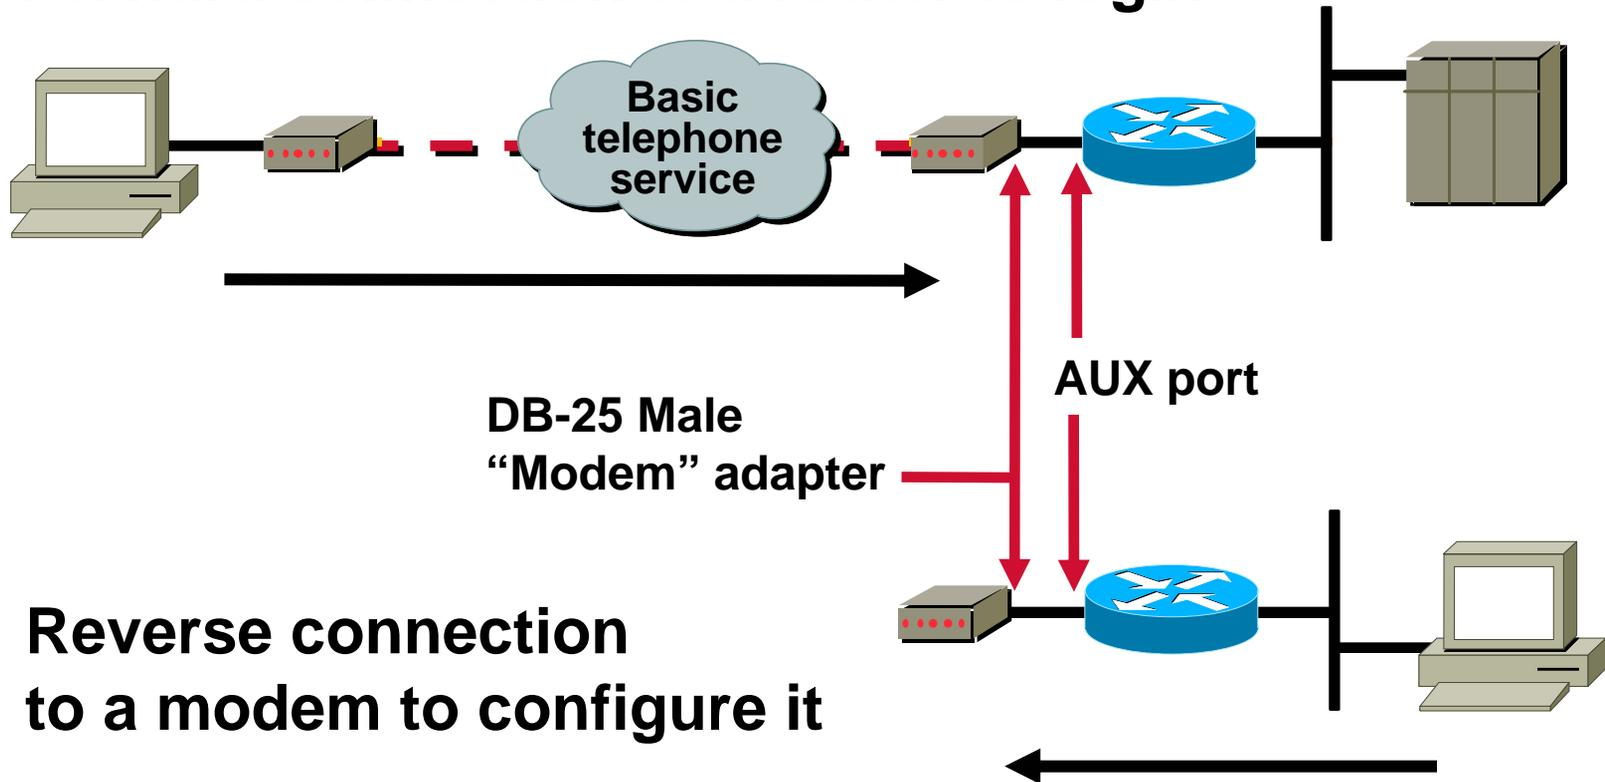 Basic
telephone
service
AUX port
DB-25 Male
“Modem” adapter
Reverse connection
to a modem to configure it